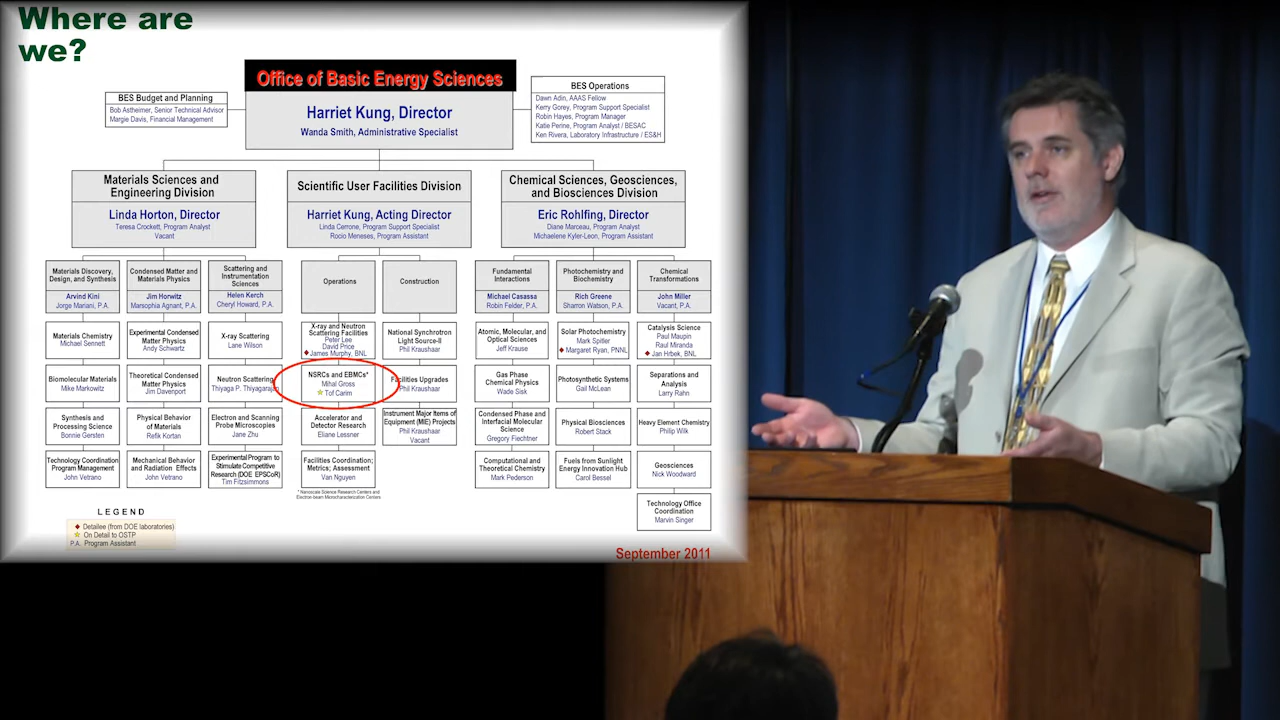 Where are
we?
Office of Basic Energy Sciences
Harriet Kung, Director
Wanda Smith, Administrative Specialist
BES Budget and Planning
Bob Astheimer, Senior Technical Advisor
Margie Davis, Financial Management
BES Operations
Dawn Adin, AAAS Fellow
Kerry Gorey, Program Support Specialist
Robin Hayes, Program Manager
Katie Perine, Program Analyst / BESAC
Ken Rivera, Laboratory Infrastructure / ES&H
Materials Sciences and
Engineering Division
Linda Horton, Director
Teresa Crockett, Program Analyst
Vacant
Scientific User Facilities Division
Harriet Kung, Acting Director
Linda Cerrone, Program Support Specialist
Rocio Meneses, Program Assistant
Chemical Sciences, Geosciences,
and Biosciences Division
Eric Rohlfing, Director
Diane Marceau, Program Analyst
Michaelene Kyler-Leon, Program Assistant
Materials Discovery,
Design, and Synthesis
Arvind Kini
Jorge Mariani, P.A.
Materials Chemistry
Michael Sennett
Biomolecular Materials
Mike Markowitz
Synthesis and
Processing Science
Bonnie Gersten
Technology Coordination
Program Management
John Vetrano
Condensed Matter and
Materials Physics
Jim Horwitz
Marsophia Agnant, P.A.
Experimental Condensed
Matter Physics
Andy Schwartz
Theoretical Condensed
Matter Physics
Jim Davenport
Physical Behavior
of Materials
Refik Kortan
Mechanical Behavior
and Radiation Effects
John Vetrano
Scattering and
Instrumentation
Sciences
Helen Kerch
Cheryl Howard, P.A.
X-ray Scattering
Lane Wilson
Neutron Scattering
Thiyaga P. Thiyagarajan
Electron and Scanning
Probe Microscopies
Jane Zhu
Experimental Program to
Stimulate Competitive
Research (DOE EPSCoR)
Tim Fitzsimmons
Operations
X-ray and Neutron
Scattering Facilities
Peter Lee
David Price
James Murphy, BNL
NSRCs and EBMCs*
Mihal Gross
Tof Carim
Accelerator and
Detector Research
Eliane Lessner
Facilities Coordination;
Metrics; Assessment
Van Nguyen
* Nanoscale Science Research Centers and
Electron-beam Microcharacterization Centers
Construction
National Synchrotron
Light Source-II
Phil Kraushaar
Facilities Upgrades
Phil Kraushaar
Instrument Major Items of
Equipment (MIE) Projects
Phil Kraushaar
Vacant
Fundamental
Interactions
Michael Casassa
Robin Felder, P.A.
Atomic, Molecular, and
Optical Sciences
Jeff Krause
Gas Phase
Chemical Physics
Wade Sisk
Condensed Phase and
Interfacial Molecular
Science
Gregory Fiechtner
Computational and
Theoretical Chemistry
Mark Pederson
Photochemistry and
Biochemistry
Rich Greene
Sharron Watson, P.A.
Solar Photochemistry
Mark Spitler
Margaret Ryan, PNNL
Photosynthetic Systems
Gail McLean
Physical Biosciences
Robert Stack
Fuels from Sunlight
Energy Innovation Hub
Carol Bessel
Chemical
Transformations
John Miller
Vacant, P.A.
Catalysis Science
Paul Maupin
Raul Miranda
Jan Hrbek, BNL
Separations and
Analysis
Larry Rahn
Heavy Element Chemistry
Philip Wilk
Geosciences
Nick Woodward
Technology Office
Coordination
Marvin Singer
LEGEND
Detailee (from DOE laboratories)
On Detail to OSTP
P.A. Program Assistant
September 2011